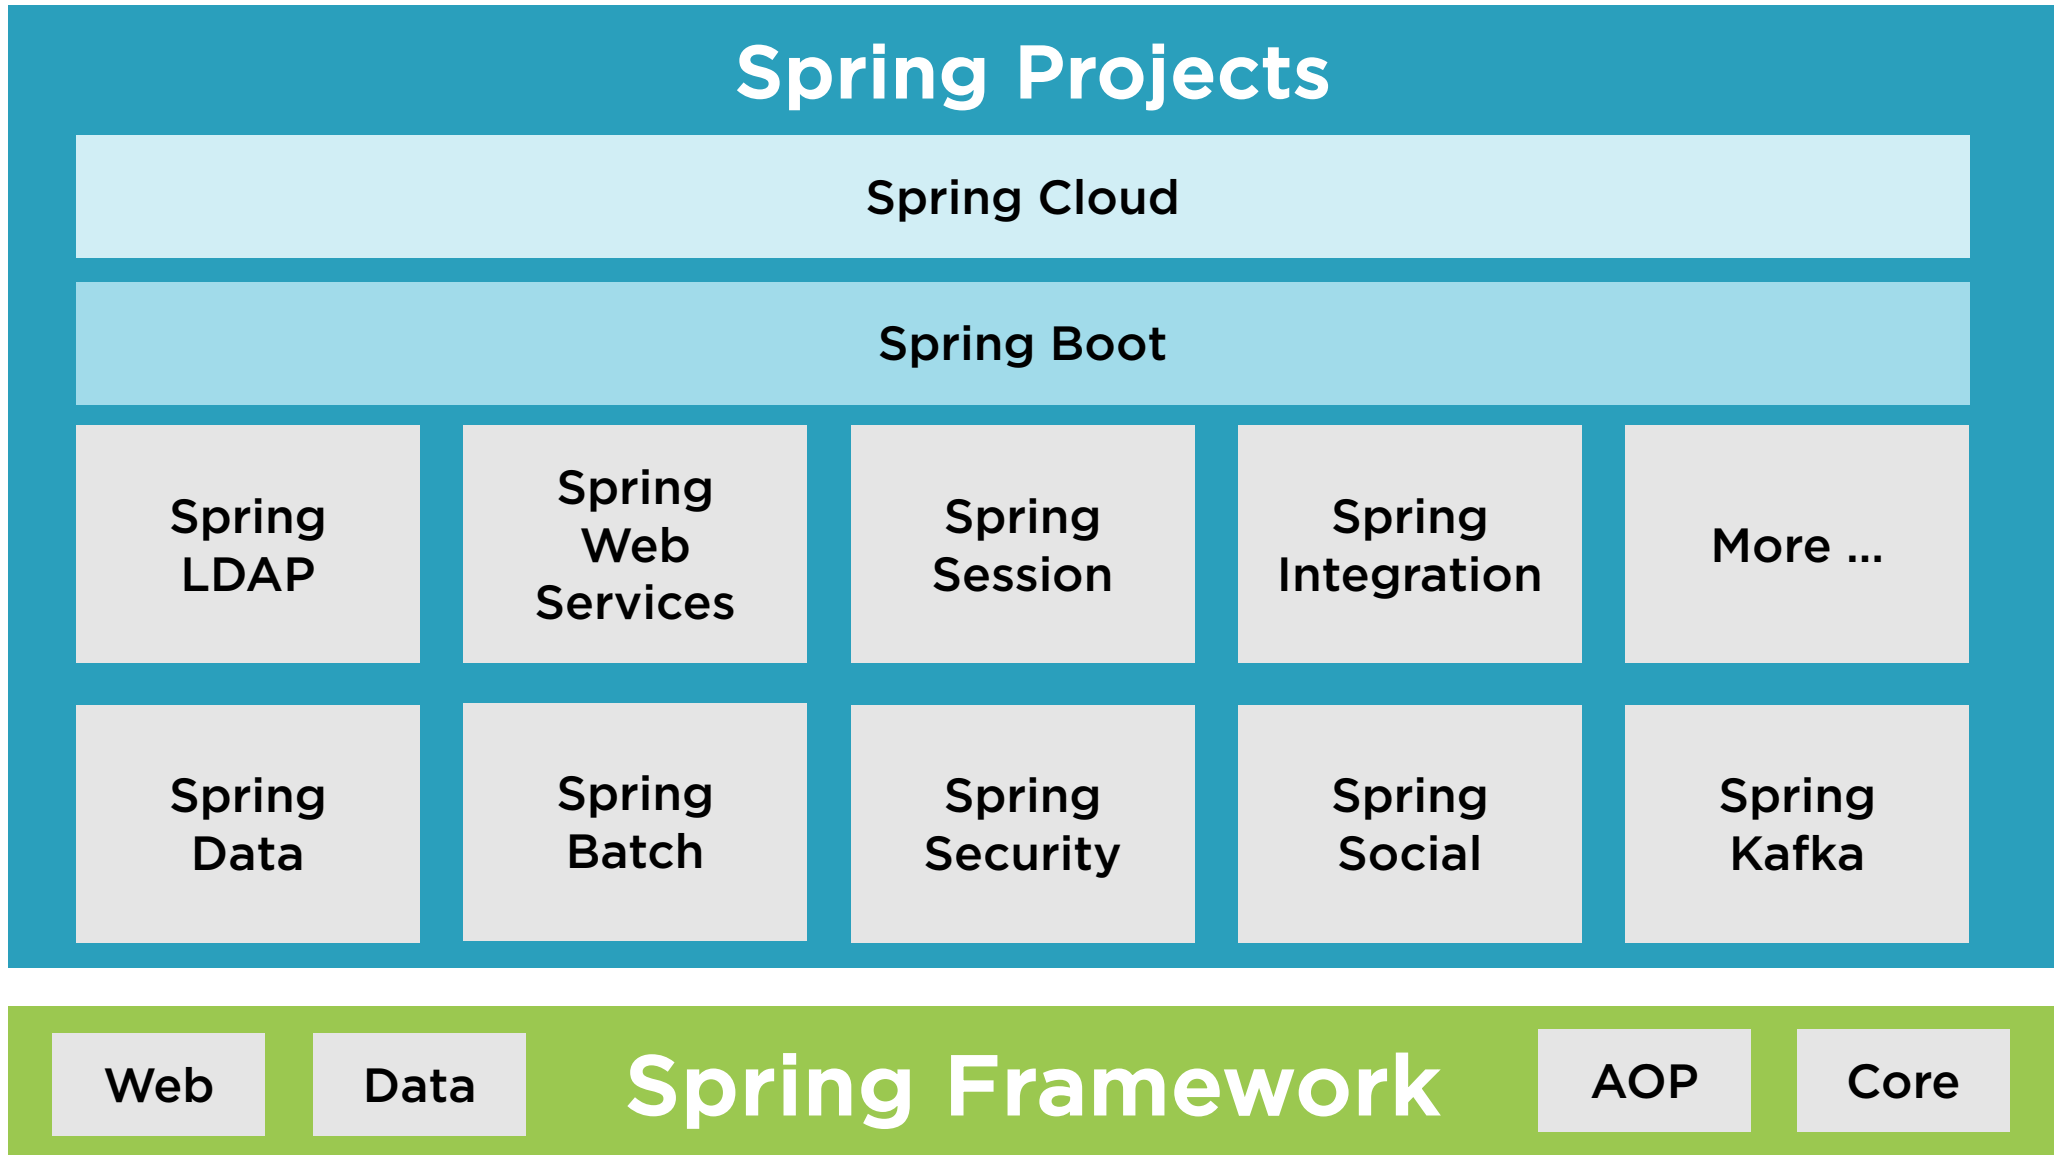 Spring Projects
Spring Cloud
Spring Boot
Spring
LDAP
Spring
Web
Services
Spring
Session
Spring
Integration
More ...
Spring
Data
Spring
Batch
Spring
Security
Spring
Social
Spring
Kafka
Web
Data
Spring Framework
AOP
Core